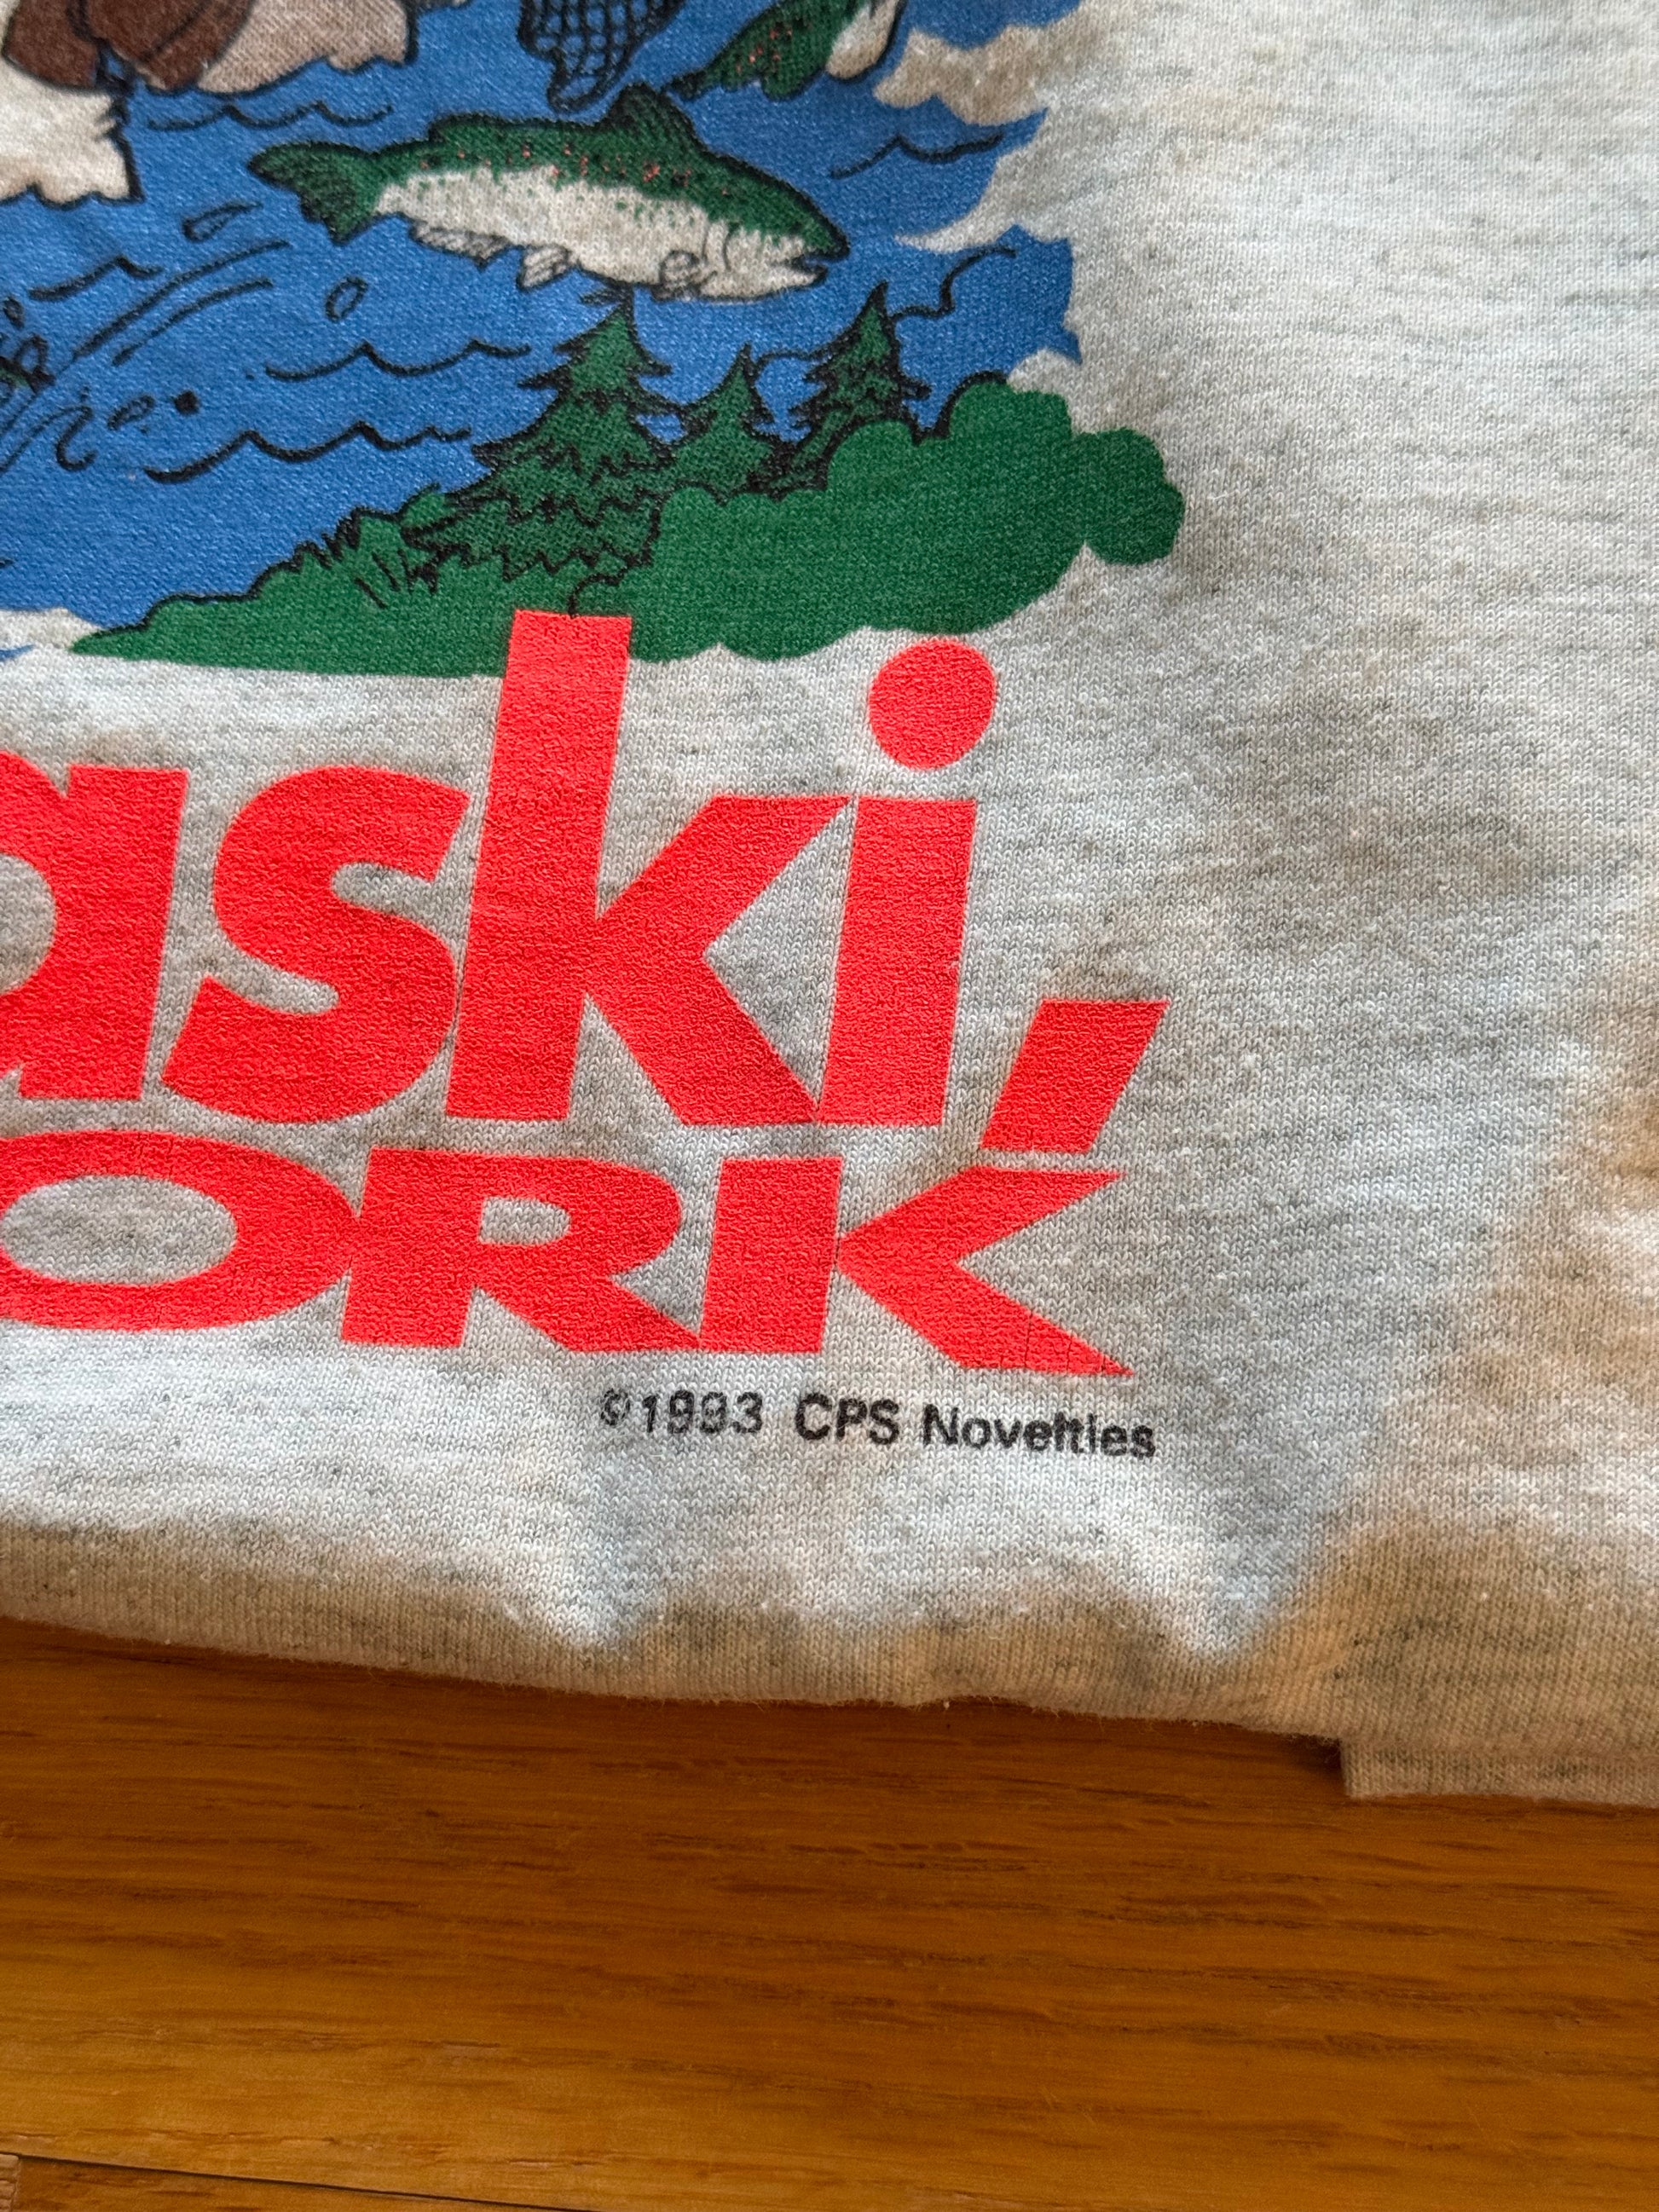 aski,
ORK
©1993 CPS Novelties